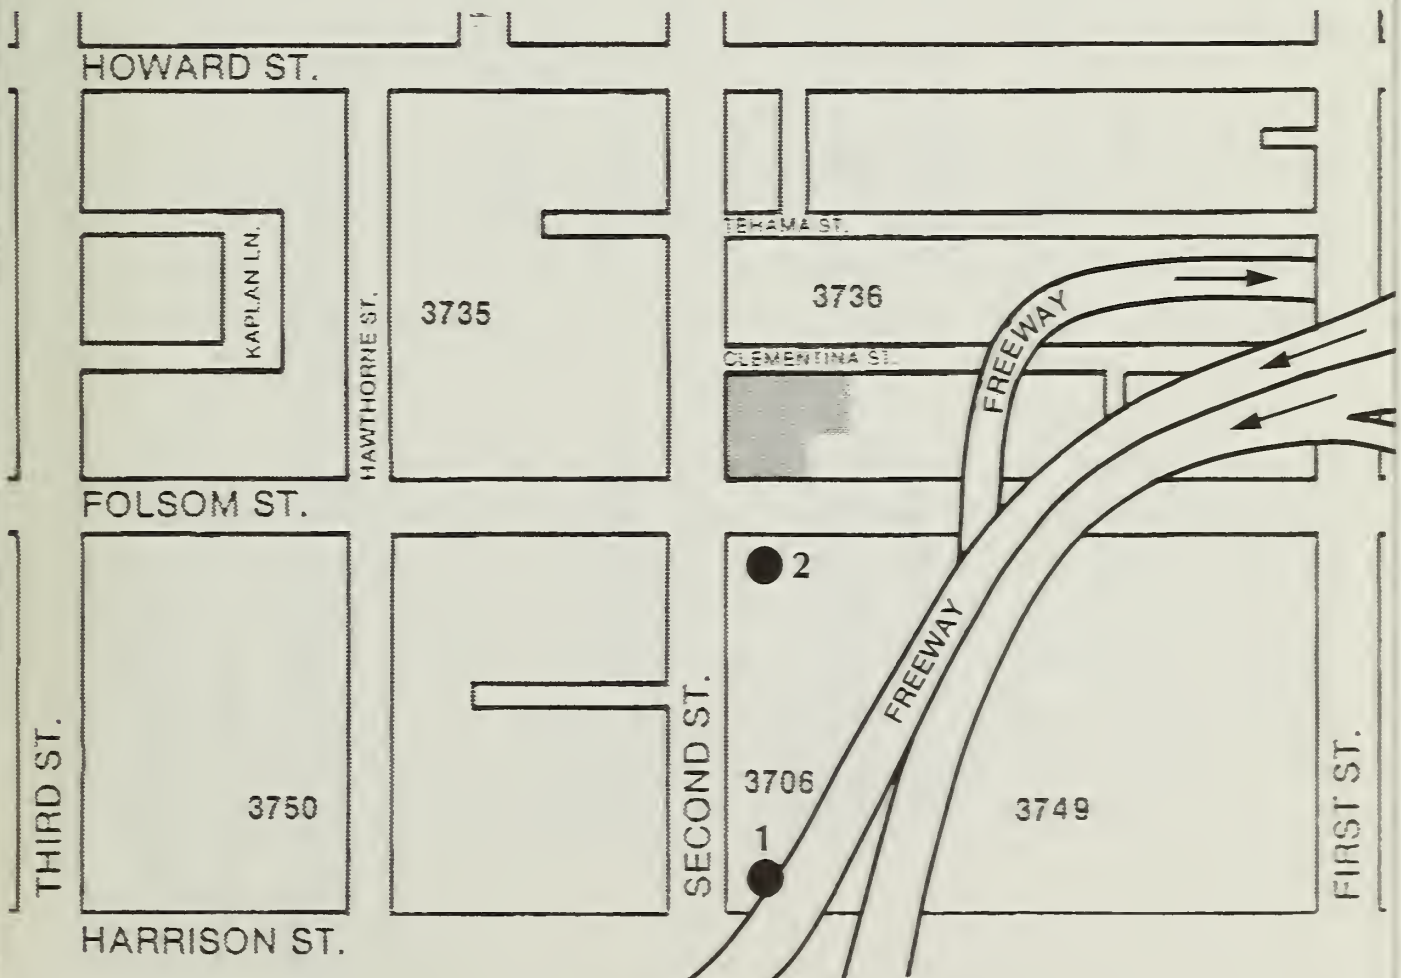 HOWARD ST.
TEHAMA ST.
KAPLAN LN.
HAWTHORNE ST.
3735
3736
FREEWAY
CLEMENTINA ST.
FOLSOM ST.
2
FREEWAY
THIRD ST.
SECOND ST.
FIRST ST.
3706
3750
3749
1
HARRISON ST.